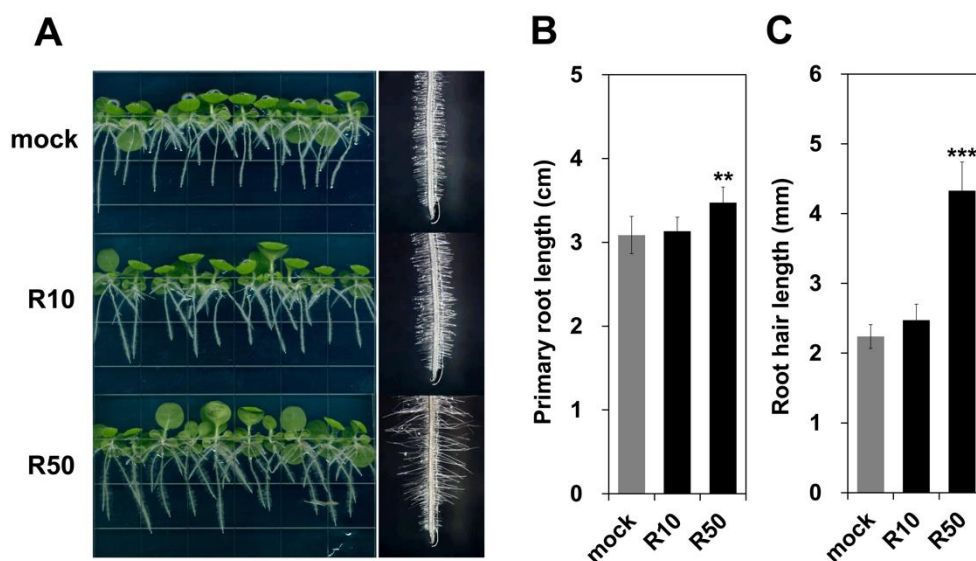 A
mock
R10
R50
B
Primary root length (cm)
5
4
3
2
1
0
**
mock
R10
R50
C
Root hair length (mm)
6
5
4
3
2
1
0
***
mock
R10
R50